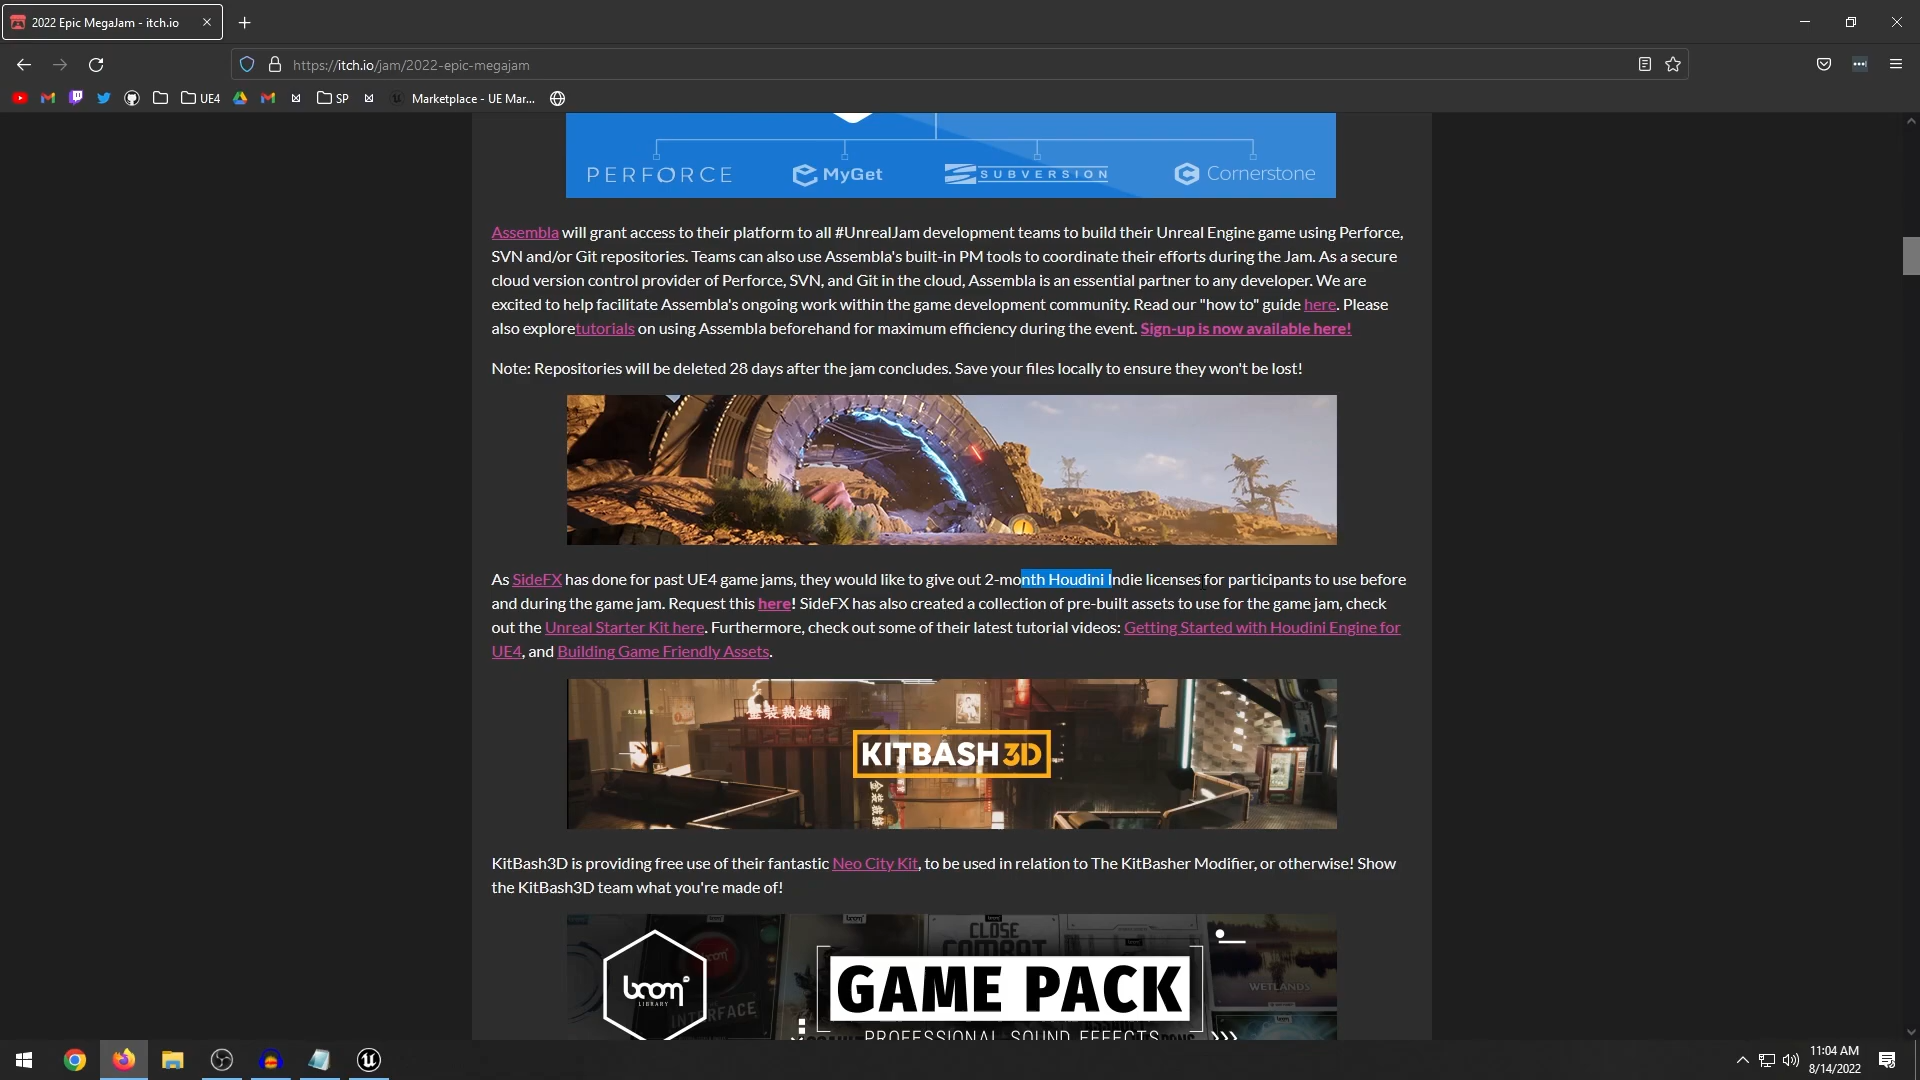 2022 Epic MegaJam - itch.io
https://itch.io/jam/2022-epic-megajam
UE4
SP
Marketplace - UE Mar...
PERFORCE
MyGet
SUBVERSION
Cornerstone
Assembla will grant access to their platform to all #UnrealJam development teams to build their Unreal Engine game using Perforce,
SVN and/or Git repositories. Teams can also use Assembla's built-in PM tools to coordinate their efforts during the Jam. As a secure
cloud version control provider of Perforce, SVN, and Git in the cloud, Assembla is an essential partner to any developer. We are
excited to help facilitate Assembla's ongoing work within the game development community. Read our "how to" guide here. Please
also exploretutorials on using Assembla beforehand for maximum efficiency during the event. Sign-up is now available here!
Note: Repositories will be deleted 28 days after the jam concludes. Save your files locally to ensure they won't be lost!
As SideFX has done for past UE4 game jams, they would like to give out 2-month Houdini Indie licenses for participants to use before
and during the game jam. Request this here! SideFX has also created a collection of pre-built assets to use for the game jam, check
out the Unreal Starter Kit here. Furthermore, check out some of their latest tutorial videos: Getting Started with Houdini Engine for
UE4, and Building Game Friendly Assets.
金装裁缝铺
KITBASH 3D
KitBash3D is providing free use of their fantastic Neo City Kit, to be used in relation to The KitBasher Modifier, or otherwise! Show
the KitBash3D team what you're made of!
CLOSE
COMBAT
boom
LIBRARY
INTERFACE
GAME PACK
WETLANDS
PROFESSIONAL SOUND EFFECTS
11:04 AM
8/14/2022